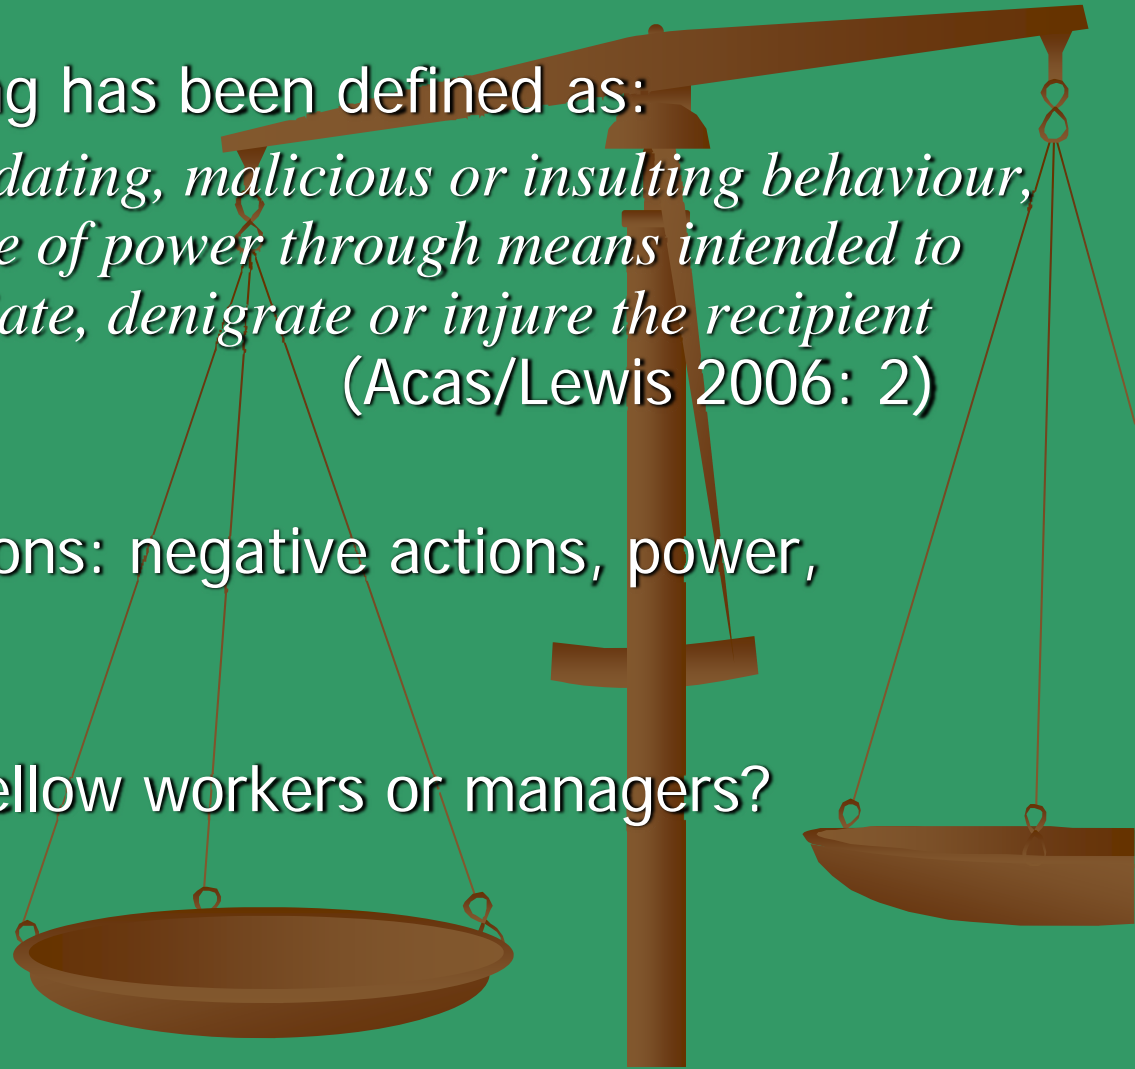 ng has been defined as:
dating, malicious or insulting behaviour,
e of power through means intended to
ate, denigrate or injure the recipient
(Acas/Lewis 2006: 2)
ons: negative actions, power,
ellow workers or managers?